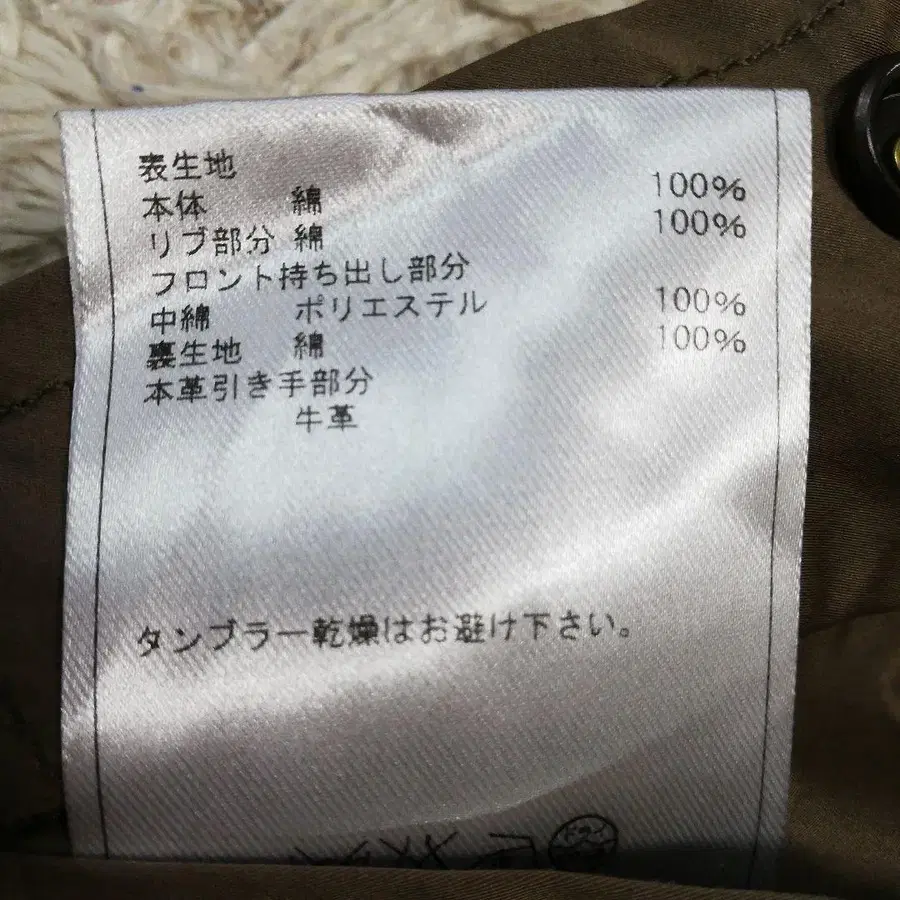 表生地
本体 綿 100%
リブ部分 綿 100%
フロント持ち出し部分
中綿 ポリエステル 100%
裏生地 綿 100%
本革引き手部分
牛革
タンブラー乾燥はお避け下さい。